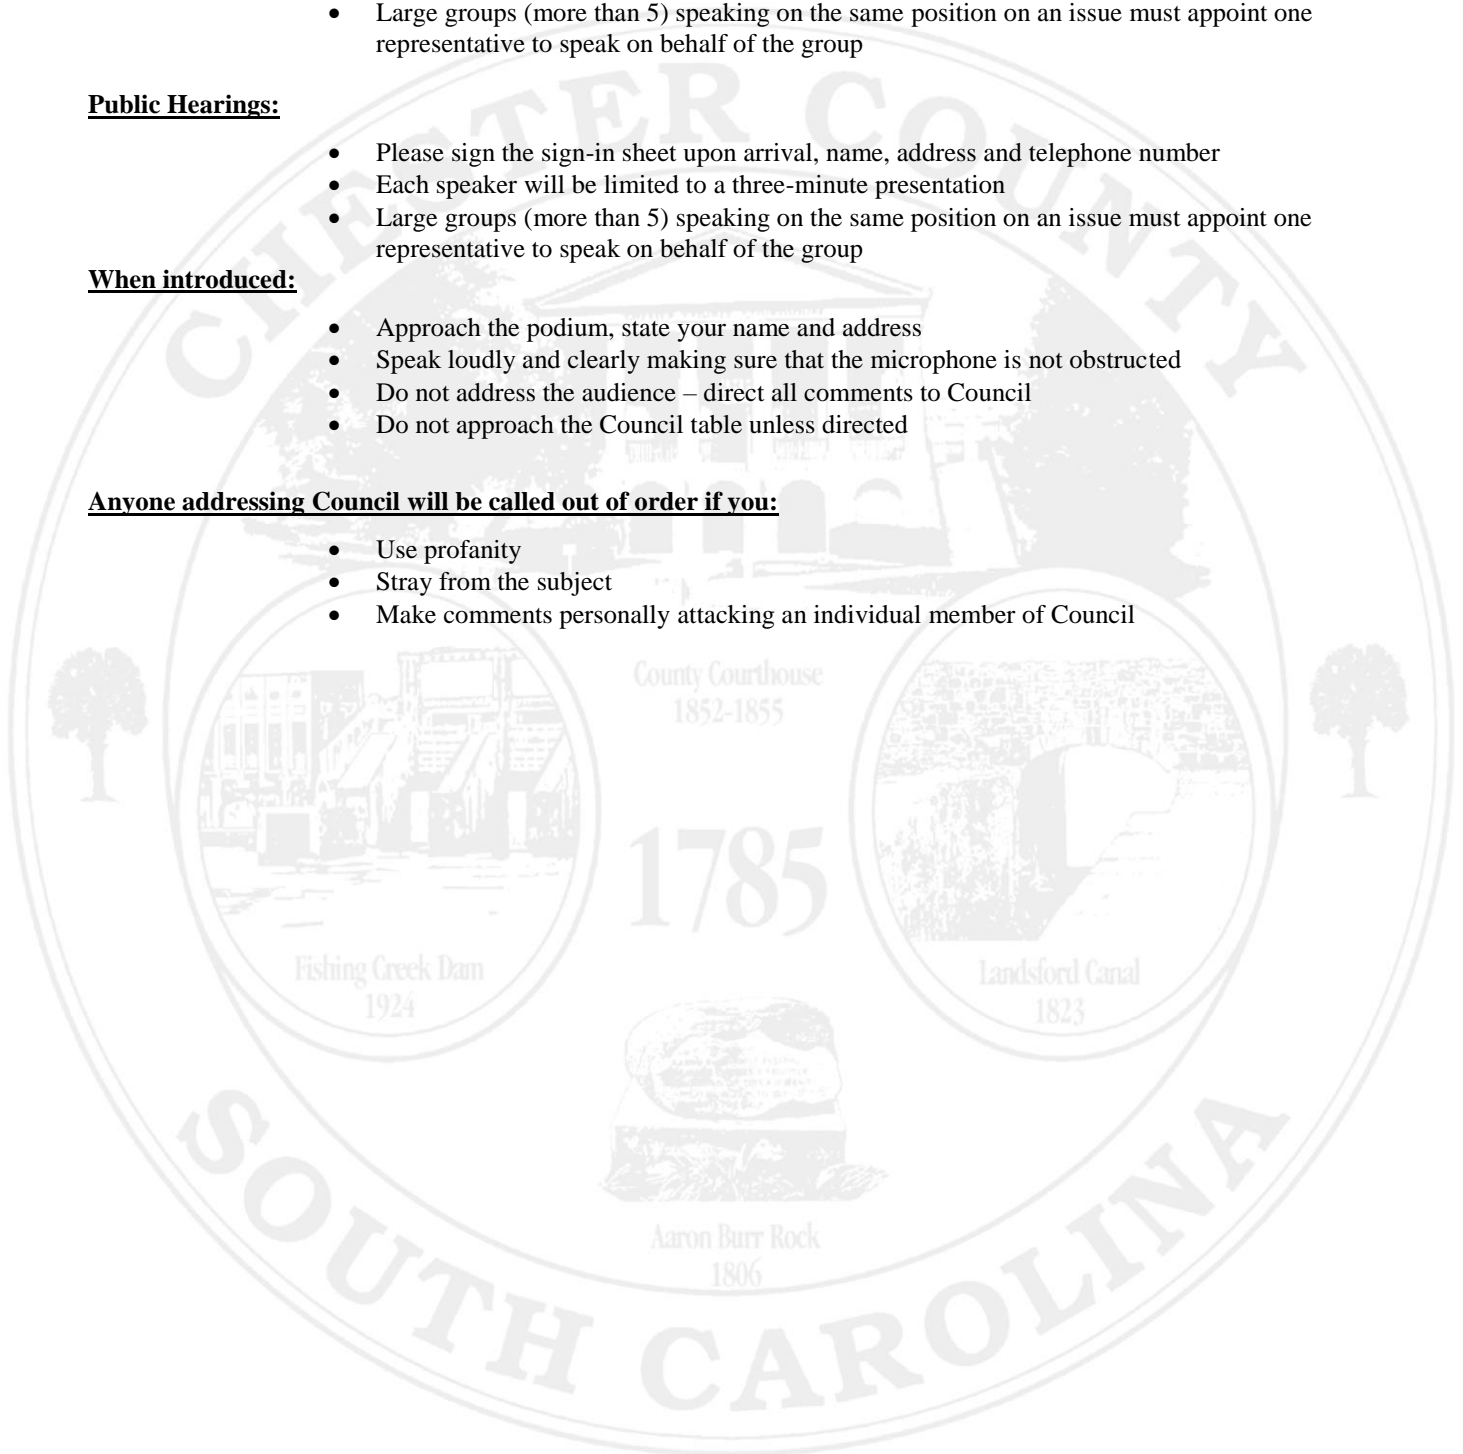 • Large groups (more than 5) speaking on the same position on an issue must appoint one
representative to speak on behalf of the group
Public Hearings:
• Please sign the sign-in sheet upon arrival, name, address and telephone number
• Each speaker will be limited to a three-minute presentation
• Large groups (more than 5) speaking on the same position on an issue must appoint one
representative to speak on behalf of the group
When introduced:
• Approach the podium, state your name and address
• Speak loudly and clearly making sure that the microphone is not obstructed
• Do not address the audience – direct all comments to Council
• Do not approach the Council table unless directed
Anyone addressing Council will be called out of order if you:
• Use profanity
• Stray from the subject
• Make comments personally attacking an individual member of Council
CHESTER COUNTY
County Courthouse
1852-1855
1785
Fishing Creek Dam
1924
Landsford Canal
1823
Aaron Burr Rock
1806
SOUTH CAROLINA